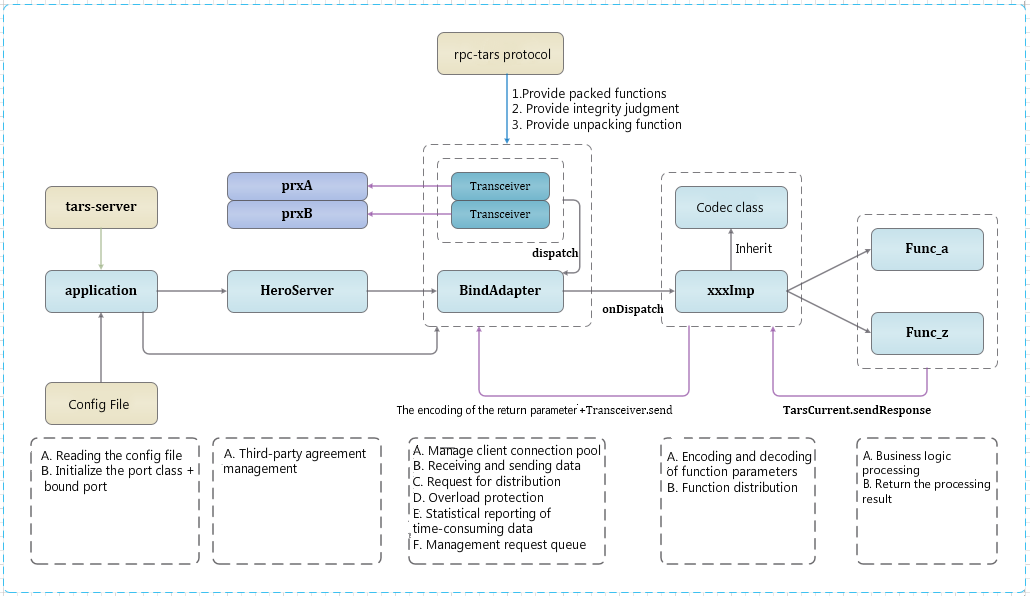 rpc-tars protocol
1.Provide packed functions
2. Provide integrity judgment
3. Provide unpacking function
prxA
prxB
Transceiver
Transceiver
tars-server
Codec class
dispatch
Inherit
Func_a
application
HeroServer
BindAdapter
onDispatch
xxxImp
Func_z
Config File
The encoding of the return parameter+Transceiver.send
TarsCurrent.sendResponse
A. Reading the config file
B. Initialize the port class +
bound port
A. Third-party agreement
management
A. Manage client connection pool
B. Receiving and sending data
C. Request for distribution
D. Overload protection
E. Statistical reporting of
time-consuming data
F. Management request queue
A. Encoding and decoding
of function parameters
B. Function distribution
A. Business logic
processing
B. Return the processing
result